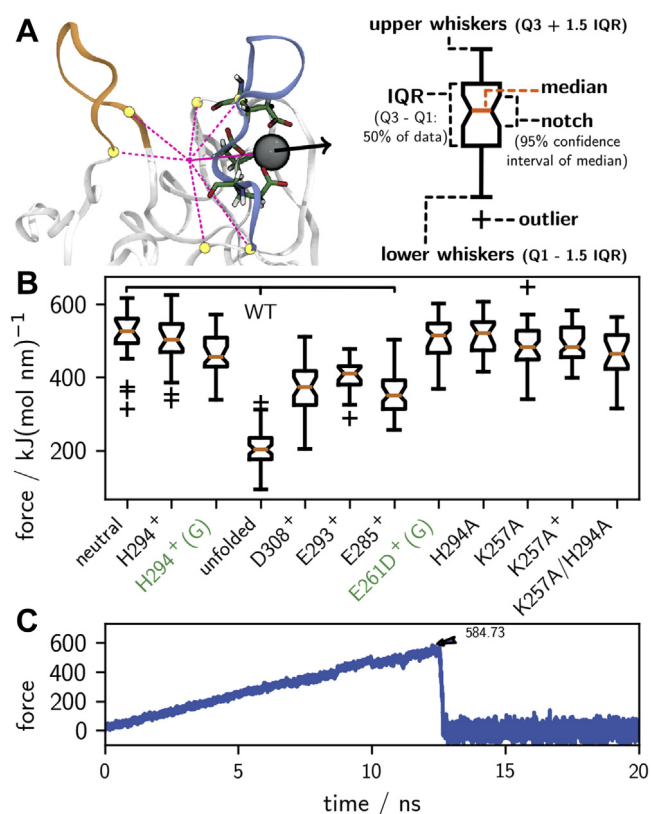 A
upper whiskers (Q3 + 1.5 IQR)
IQR
(Q3 - Q1:
50% of data)
median
notch
(95% confidence
interval of median)
outlier
lower whiskers (Q1 - 1.5 IQR)
B
WT
force / kJ(mol nm)⁻¹
600
400
200
neutral
H294⁺
H294⁺ (G)
unfolded
D308⁺
E293⁺
E285⁺
E261D⁺ (G)
H294A
K257A
K257A⁺
K257A/H294A
C
584.73
force
600
400
200
0
0 5 10 15 20
time / ns